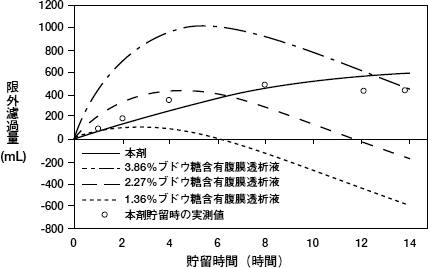 限外濾過量
(mL)
1200
1000
800
600
400
200
0
-200
-400
-600
-800
本剤
3.86%ブドウ糖含有腹膜透析液
2.27%ブドウ糖含有腹膜透析液
1.36%ブドウ糖含有腹膜透析液
本剤貯留時の実測値
0 2 4 6 8 10 12 14
貯留時間（時間）